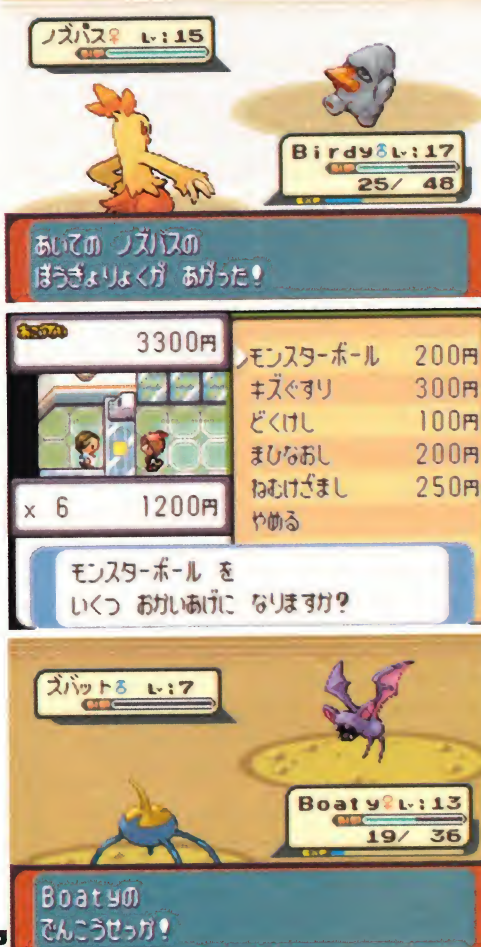 ノズパス♀ Lv:15
HP
Birdy♂Lv:17
HP
25/ 48
あいての ノズパスの
ぼうぎょりょくが あがった!
3300円
モンスターボール 200円
キズぐすり 300円
どくけし 100円
まひなおし 200円
ねむけざまし 250円
やめる
× 6 1200円
モンスターボール を
いくつ おかいあげに なりますか?
ズバット♂ Lv:7
HP
Boaty♀Lv:13
HP
19/ 36
Boatyの
でんこうせっか!